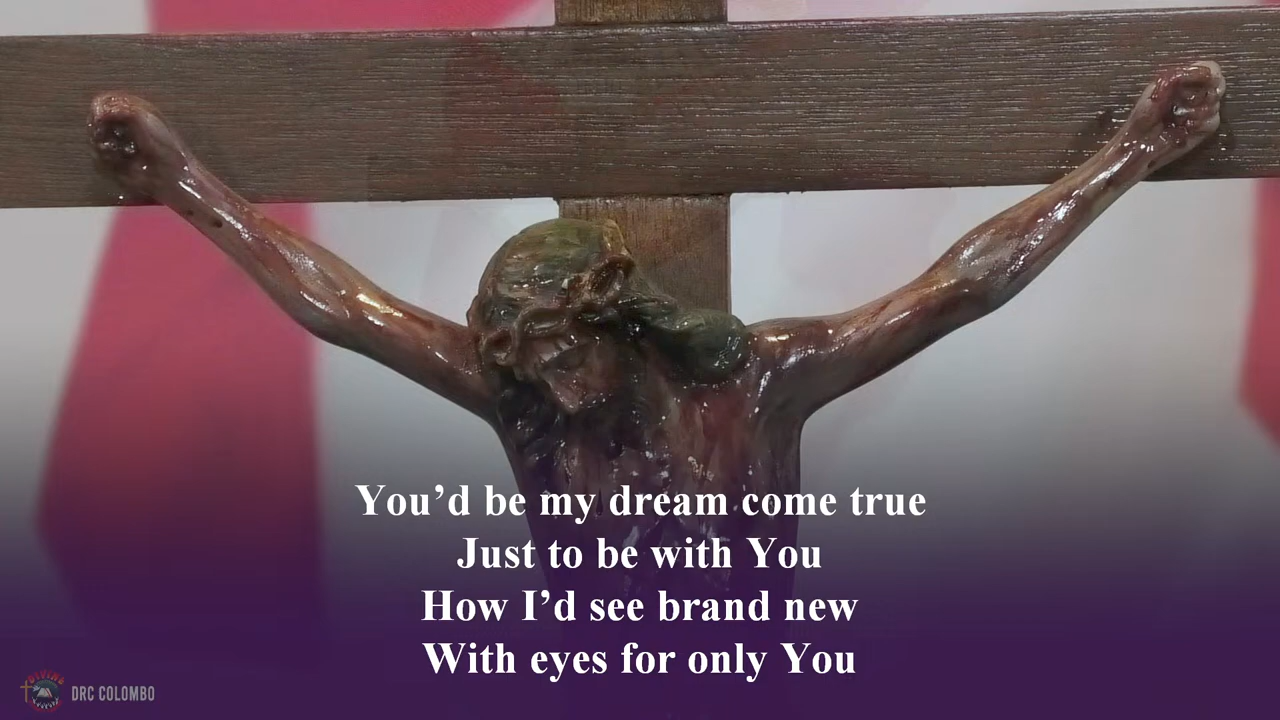 You’d be my dream come true
Just to be with You
How I’d see brand new
With eyes for only You
DIVINE
DRC COLOMBO